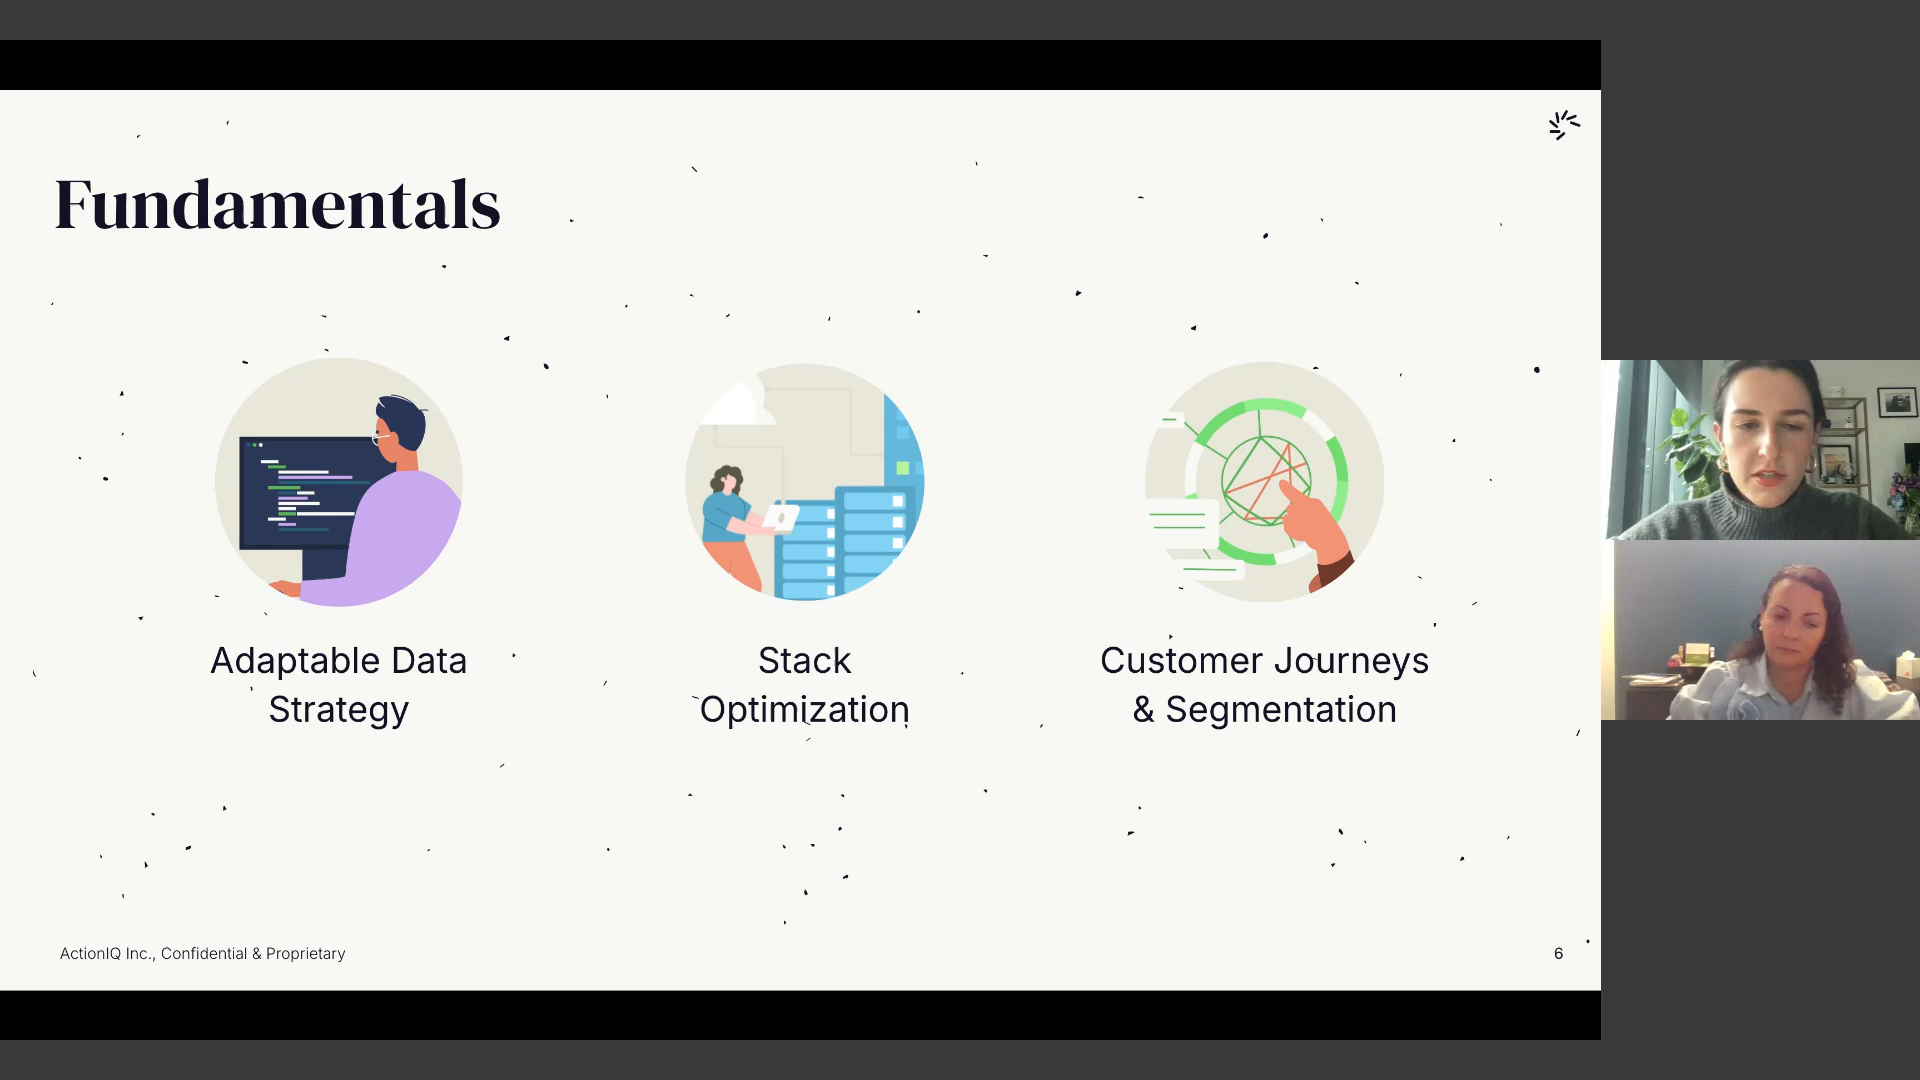 Fundamentals
Adaptable Data
Strategy
Stack
Optimization
Customer Journeys
& Segmentation
ActionIQ Inc., Confidential & Proprietary
6